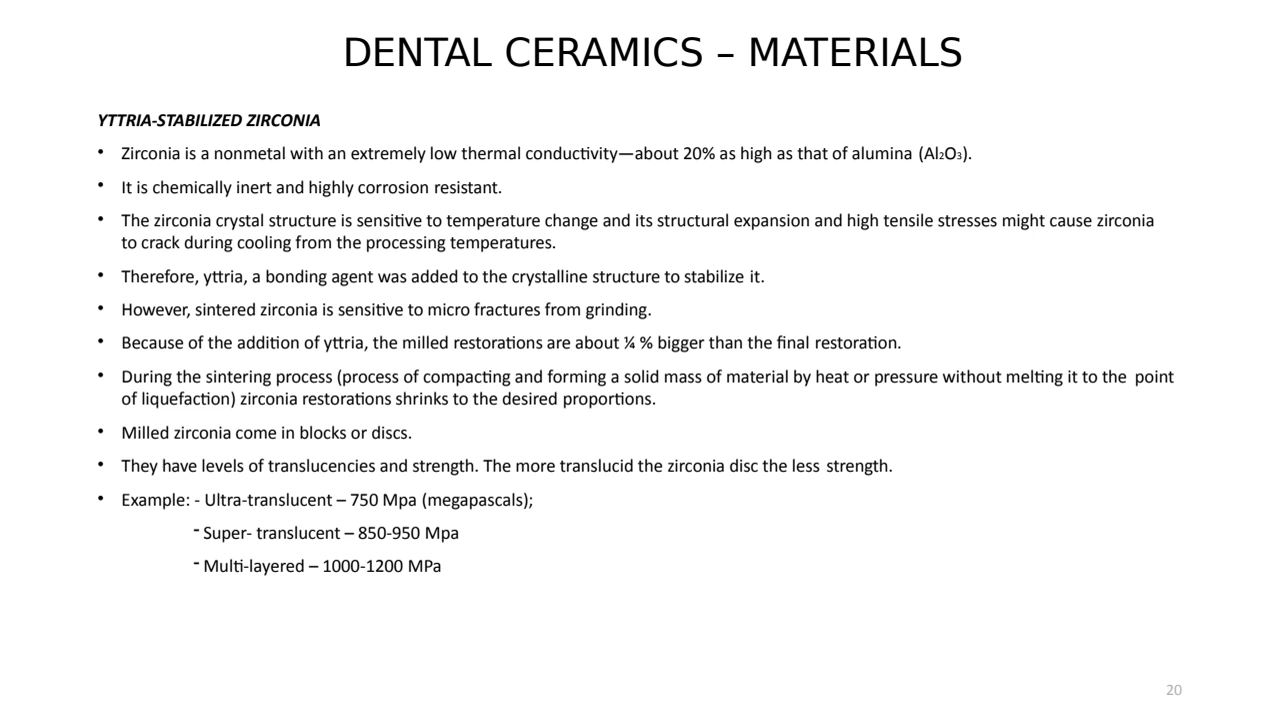 DENTAL CERAMICS – MATERIALS
YTTRIA-STABILIZED ZIRCONIA
• Zirconia is a nonmetal with an extremely low thermal conductivity—about 20% as high as that of alumina (Al₂O₃).
• It is chemically inert and highly corrosion resistant.
• The zirconia crystal structure is sensitive to temperature change and its structural expansion and high tensile stresses might cause zirconia
to crack during cooling from the processing temperatures.
• Therefore, yttria, a bonding agent was added to the crystalline structure to stabilize it.
• However, sintered zirconia is sensitive to micro fractures from grinding.
• Because of the addition of yttria, the milled restorations are about ¼ % bigger than the final restoration.
• During the sintering process (process of compacting and forming a solid mass of material by heat or pressure without melting it to the point
of liquefaction) zirconia restorations shrinks to the desired proportions.
• Milled zirconia come in blocks or discs.
• They have levels of translucencies and strength. The more translucid the zirconia disc the less strength.
• Example: - Ultra-translucent – 750 Mpa (megapascals);
- Super- translucent – 850-950 Mpa
- Multi-layered – 1000-1200 MPa
20